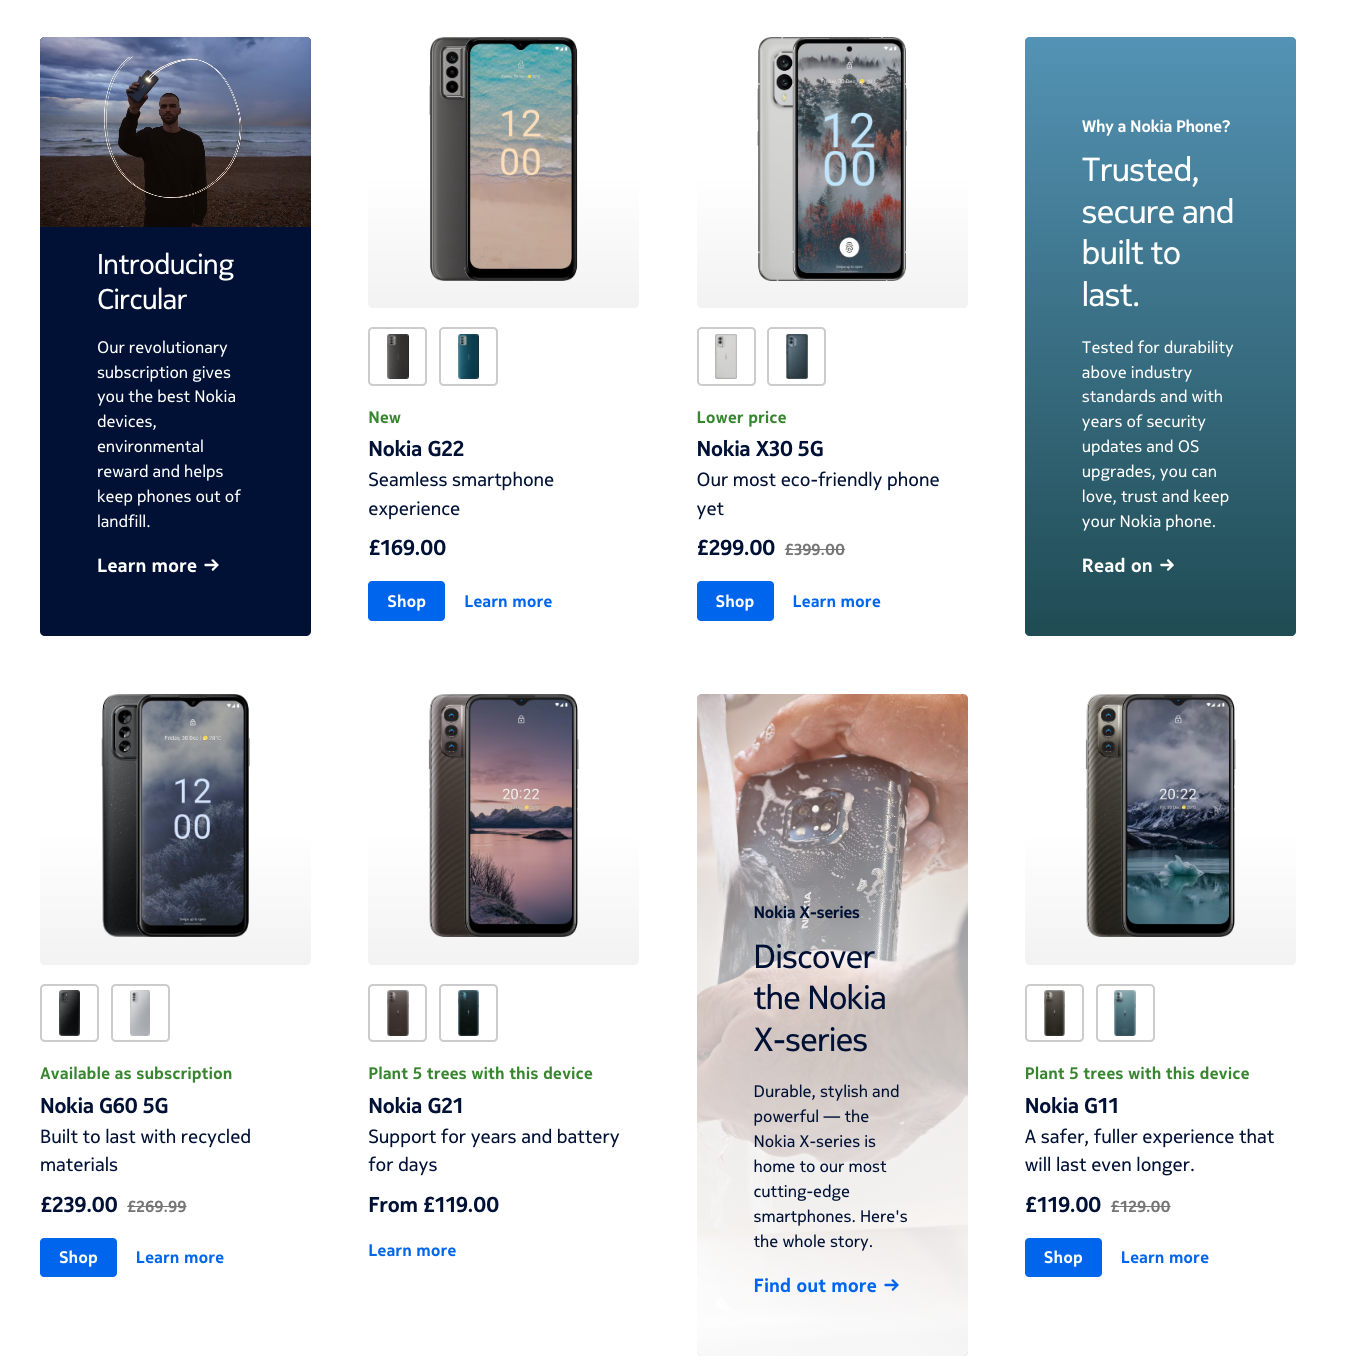 Introducing
Circular
Our revolutionary
subscription gives
you the best Nokia
devices,
environmental
reward and helps
keep phones out of
landfill.
Learn more →
12
00
New
Nokia G22
Seamless smartphone
experience
£169.00
Shop
Learn more
12
00
Lower price
Nokia X30 5G
Our most eco-friendly phone
yet
£299.00 £399.00
Shop
Learn more
Why a Nokia Phone?
Trusted,
secure and
built to
last.
Tested for durability
above industry
standards and with
years of security
updates and OS
upgrades, you can
love, trust and keep
your Nokia phone.
Read on →
Friday, 30 Dec
12
00
Swipe up to open
Available as subscription
Nokia G60 5G
Built to last with recycled
materials
£239.00 £269.99
Shop
Learn more
20:22
Plant 5 trees with this device
Nokia G21
Support for years and battery
for days
From £119.00
Learn more
NOKIA
Nokia X-series
Discover
the Nokia
X-series
Durable, stylish and
powerful — the
Nokia X-series is
home to our most
cutting-edge
smartphones. Here's
the whole story.
Find out more →
20:22
Plant 5 trees with this device
Nokia G11
A safer, fuller experience that
will last even longer.
£119.00 £129.00
Shop
Learn more